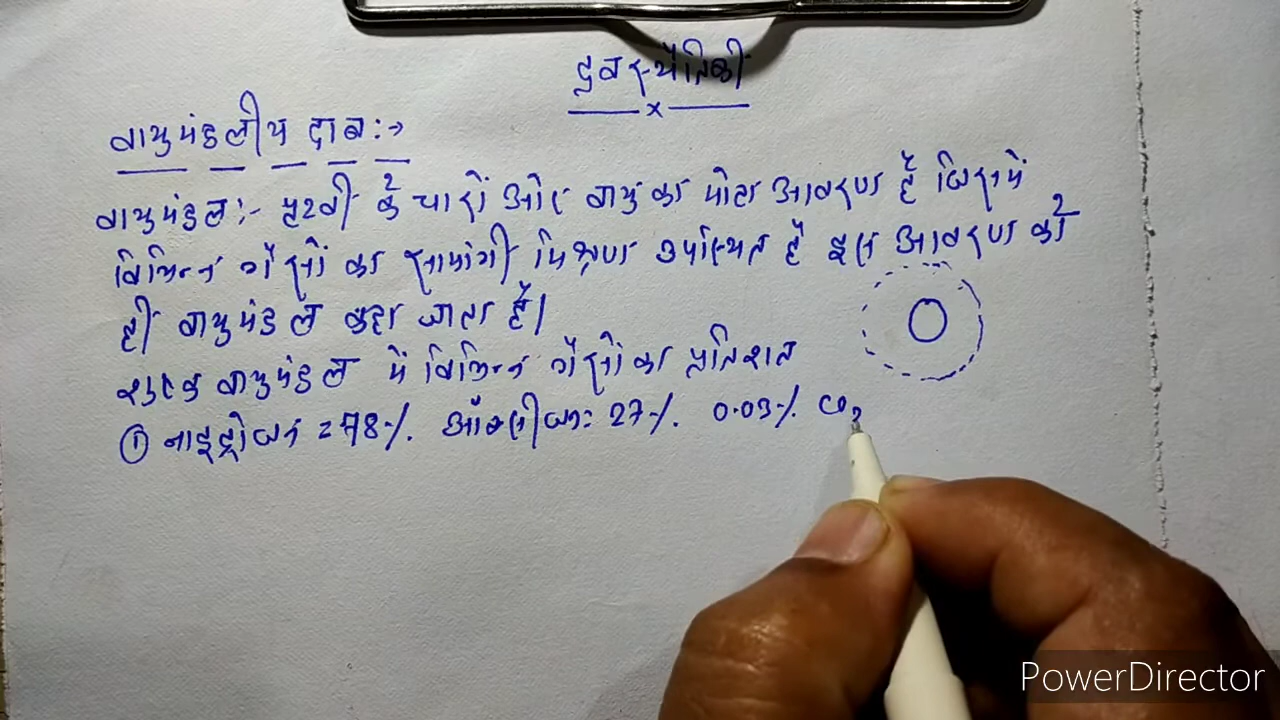 द्रवस्थैतिकी
वायुमंडलीय दाब:→
वायुमंडल:- पृथ्वी के चारों ओर वायु का मोटा आवरण है जिसमें
विभिन्न गैसों का सामांगी मिश्रण उपस्थित है इस आवरण को
ही वायुमंडल कहा जाता है।
शुष्क वायुमंडल में विभिन्न गैसों का प्रतिशत
① नाइट्रोजन = 78% ऑक्सीजन = 27% 0.03% CO2
PowerDirector